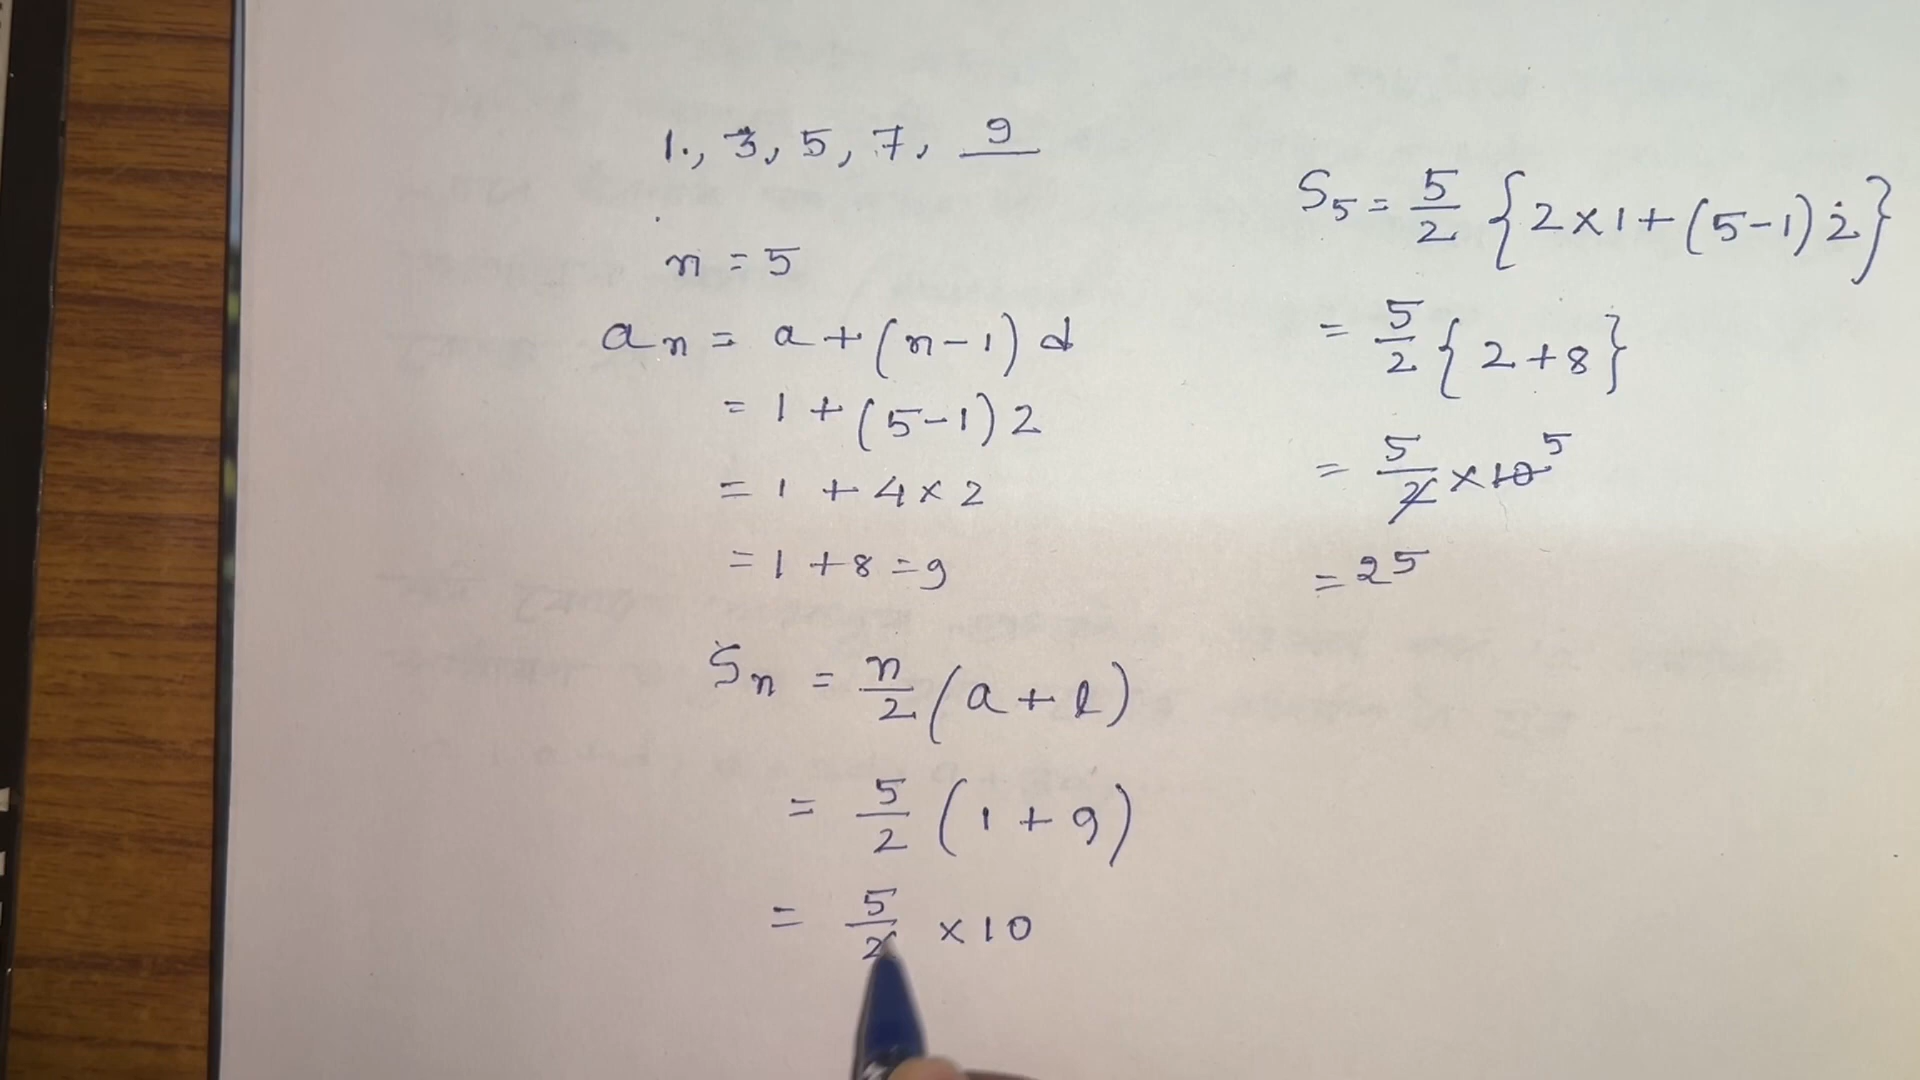 1., 3, 5, 7, 9
n = 5
an = a + (n-1) d
= 1 + (5-1) 2
= 1 + 4 × 2
= 1 + 8 = 9
Sn = n/2 (a + l)
= 5/2 (1 + 9)
= 5/2 × 10
S5 = 5/2 {2 × 1 + (5-1) 2}
= 5/2 {2 + 8}
= 5/2 × 10 5
= 25